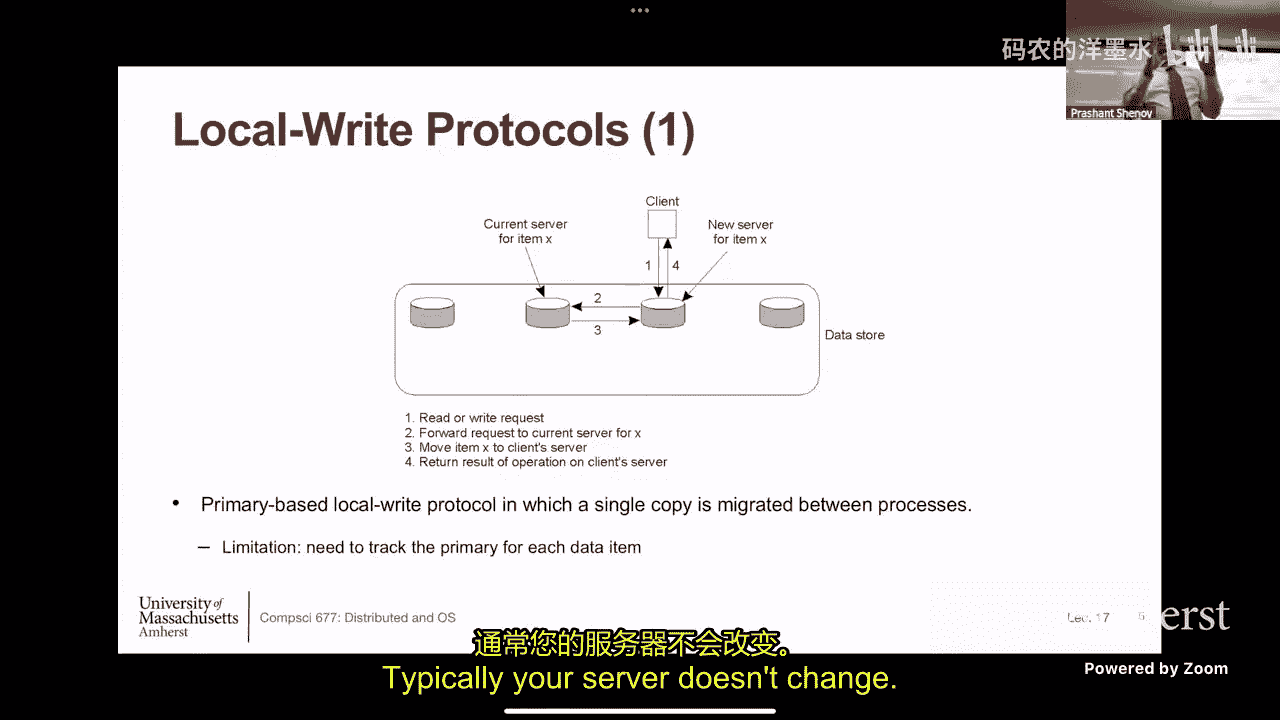 码农的洋墨水
Prashant Shenoy
Local-Write Protocols (1)
Client
Current server
for item x
New server
for item x
1
4
2
3
Data store
1. Read or write request
2. Forward request to current server for x
3. Move item x to client's server
4. Return result of operation on client's server
• Primary-based local-write protocol in which a single copy is migrated between processes.
– Limitation: need to track the primary for each data item
University of
Massachusetts
Amherst
Compsci 677: Distributed and OS
Lec. 17
erst
通常您的服务器不会改变。
Typically your server doesn't change.
Powered by Zoom